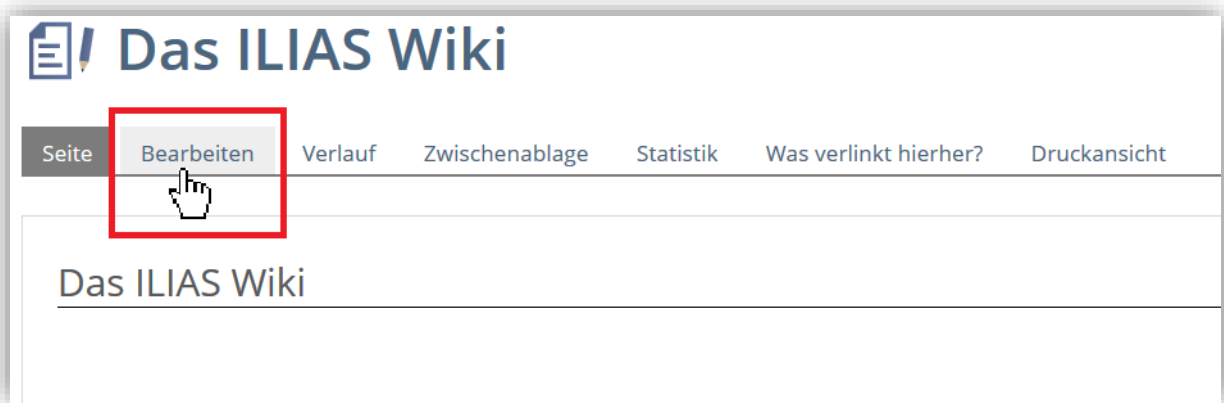 Das ILIAS Wiki
Seite Bearbeiten Verlauf Zwischenablage Statistik Was verlinkt hierher? Druckansicht
Das ILIAS Wiki